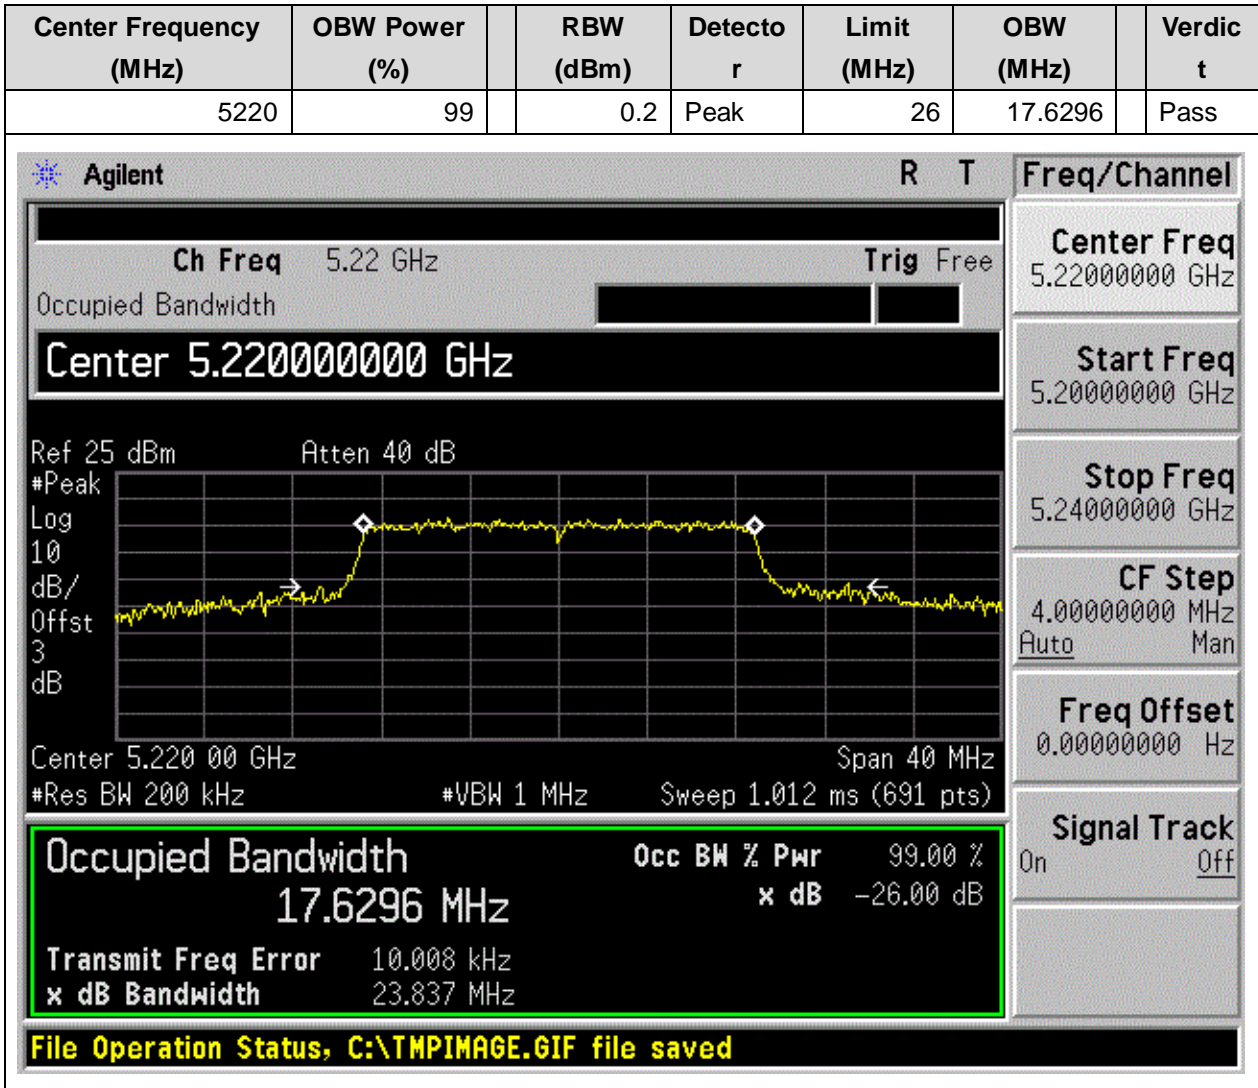 Center Frequency (MHz) OBW Power (%) RBW (dBm) Detector Limit (MHz) OBW (MHz) Verdict
5220 99 0.2 Peak 26 17.6296 Pass
Agilent R T
Freq/Channel
Ch Freq 5.22 GHz Trig Free
Occupied Bandwidth
Center 5.220000000 GHz
Ref 25 dBm Atten 40 dB
#Peak
Log
10
dB/
Offst
3
dB
Center 5.220 00 GHz Span 40 MHz
#Res BW 200 kHz #VBW 1 MHz Sweep 1.012 ms (691 pts)
Occupied Bandwidth
17.6296 MHz
Occ BW % Pwr 99.00 %
x dB -26.00 dB
Transmit Freq Error 10.008 kHz
x dB Bandwidth 23.837 MHz
Center Freq
5.22000000 GHz
Start Freq
5.20000000 GHz
Stop Freq
5.24000000 GHz
CF Step
4.00000000 MHz
Auto Man
Freq Offset
0.00000000 Hz
Signal Track
On Off
File Operation Status, C:\TMPIMAGE.GIF file saved